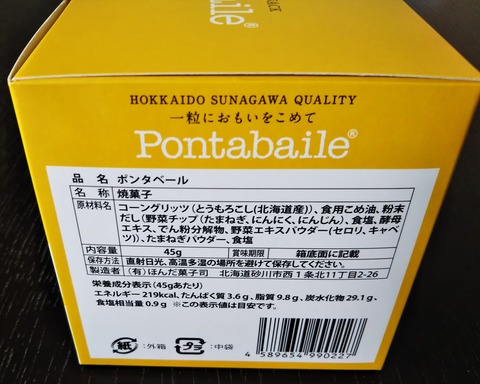 SNACK
baile®
HOKKAIDO SUNAGAWA QUALITY
一粒におもいをこめて
Pontabaile®
品 名 ポンタベール
名 称 焼菓子
原材料名 コーングリッツ(とうもろこし(北海道産))、食用こめ油、粉末
だし(野菜チップ(たまねぎ、にんにく、にんじん)、食塩、酵母
エキス、でん粉分解物、野菜エキスパウダー(セロリ、キャベ
ツ)、たまねぎパウダー、食塩
内容量 45g 賞味期限 箱底面に記載
保存方法 直射日光、高温多湿の場所を避けて保存してください。
製造者 (有)ほんだ菓子司 北海道砂川市西1条北11丁目2-26
栄養成分表示(45gあたり)
エネルギー 219kcal、たんぱく質 3.6g、脂質 9.8g、炭水化物 29.1g、
食塩相当量 0.9g ※この表示値は目安です。
紙 :外箱 プラ :中袋
4 589654 990227